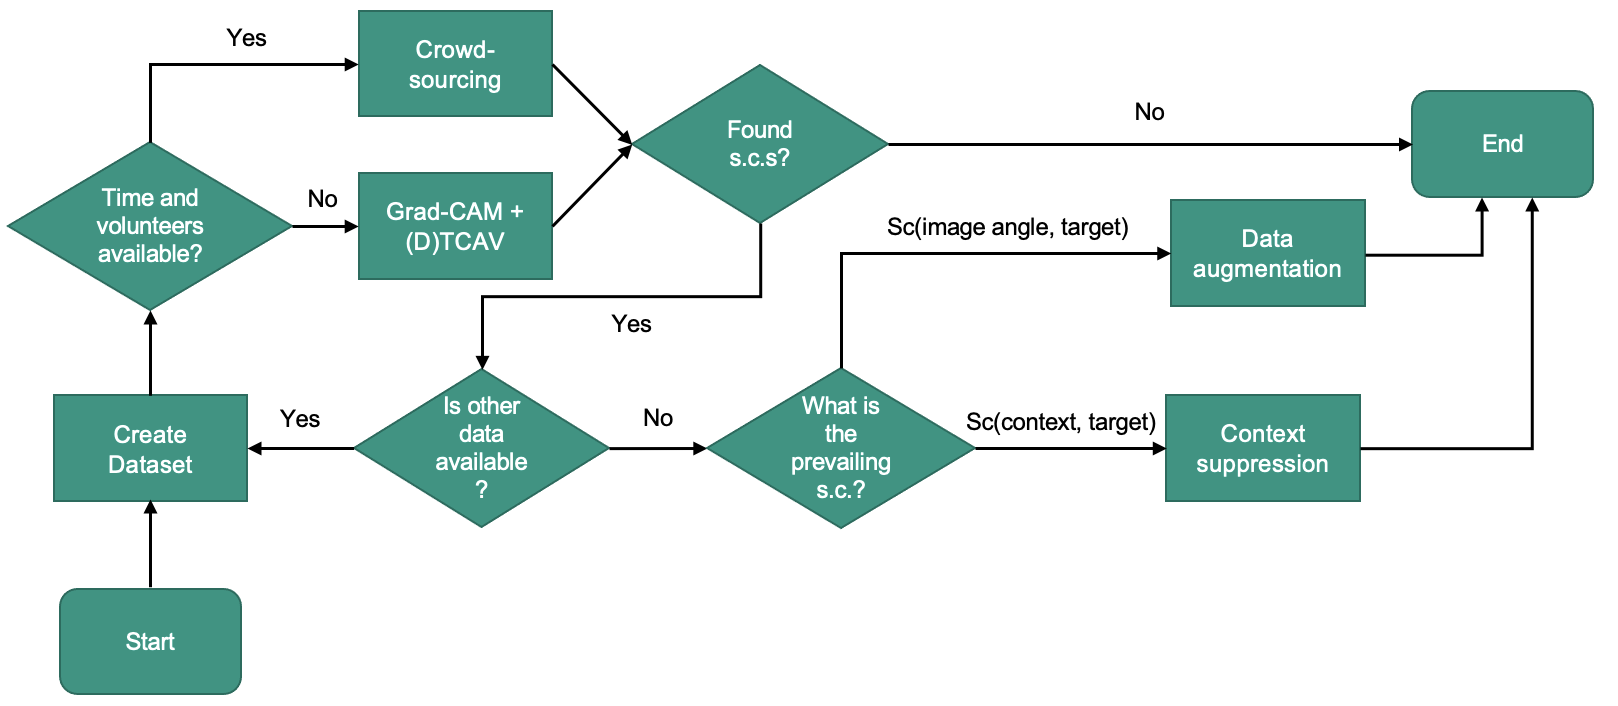 Yes
Crowd-
sourcing
Found
s.c.s?
No
End
Time and
volunteers
available?
No
Grad-CAM +
(D)TCAV
Sc(image angle, target)
Data
augmentation
Yes
Create
Dataset
Yes
Is other
data
available
?
No
What is
the
prevailing
s.c.?
Sc(context, target)
Context
suppression
Start